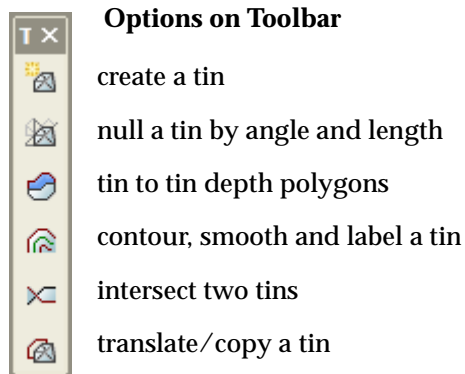 Options on Toolbar
T
create a tin
null a tin by angle and length
tin to tin depth polygons
contour, smooth and label a tin
intersect two tins
translate/copy a tin